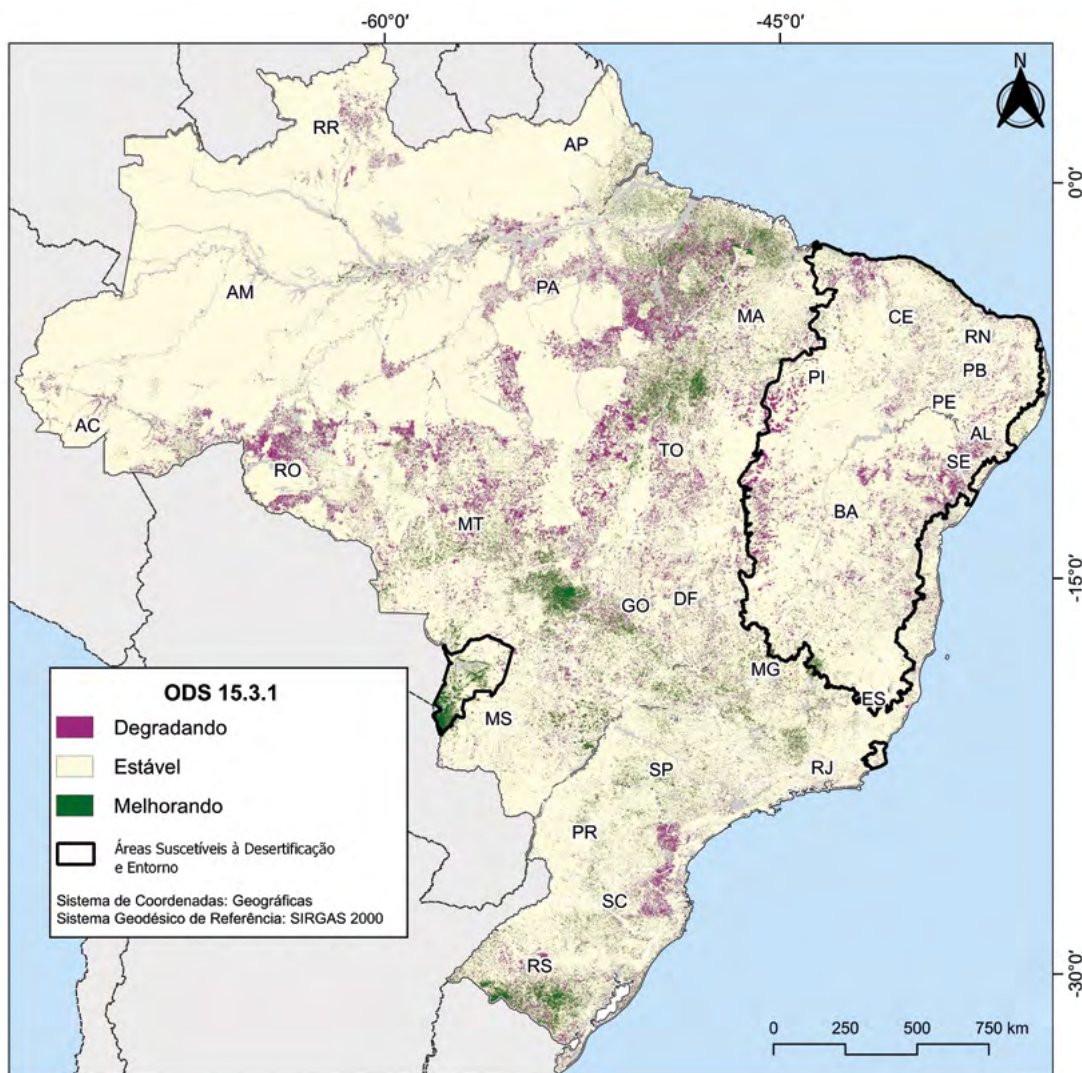 -60°0′
-45°0′
N
RR
AP
0°0′
AM
PA
MA
CE
RN
PI
PB
PE
AC
AL
TO
SE
RO
BA
MT
-15°0′
GO
DF
MG
ES
MS
ODS 15.3.1
Degradando
Estável
Melhorando
Áreas Suscetíveis à Desertificação
e Entorno
Sistema de Coordenadas: Geográficas
Sistema Geodésico de Referência: SIRGAS 2000
SP
RJ
PR
SC
RS
-30°0′
0 250 500 750 km